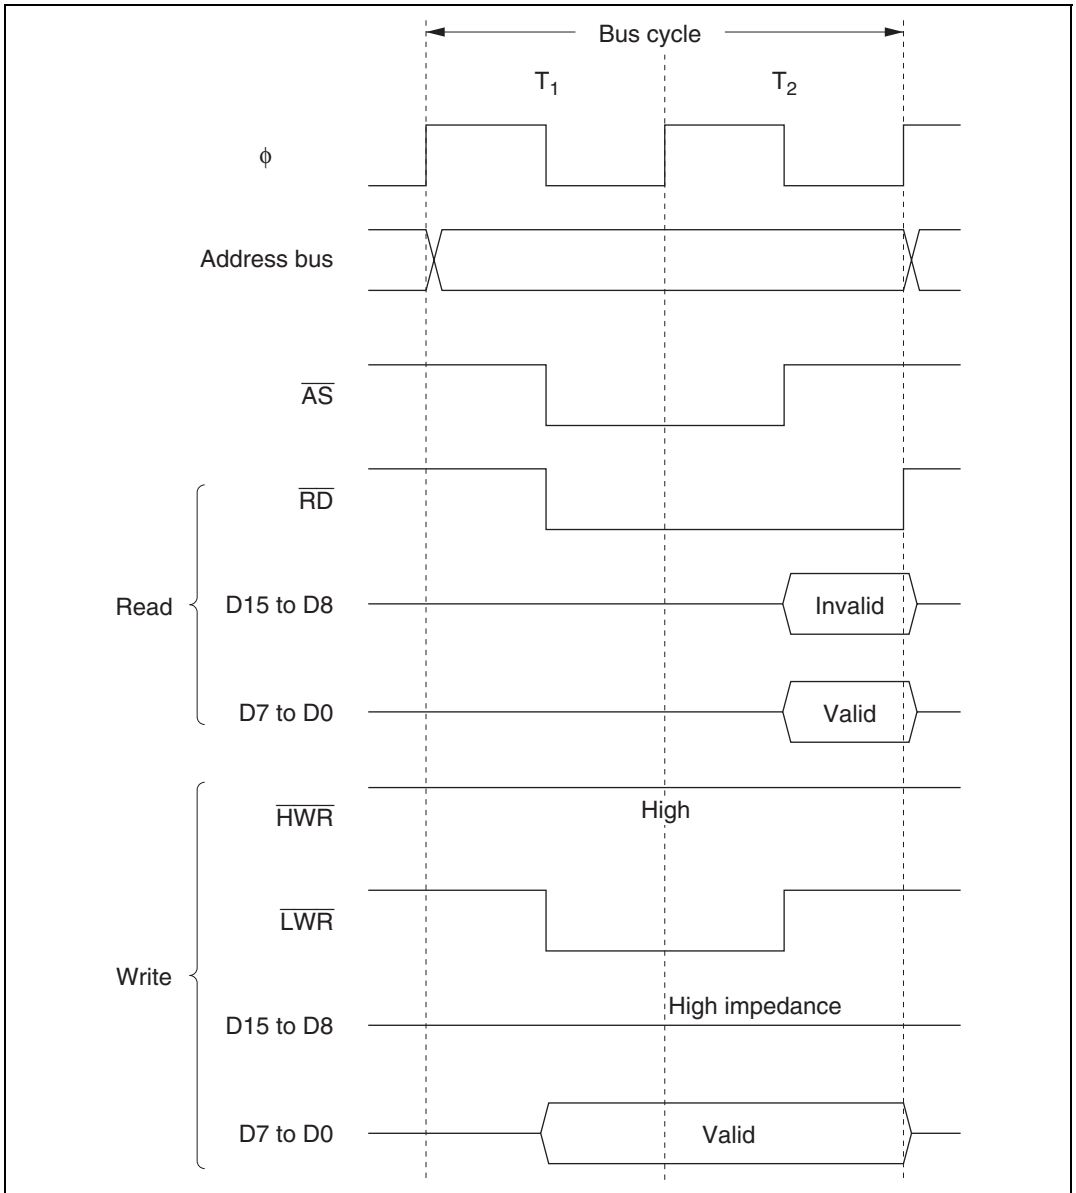 Bus cycle
T1 T2
ϕ
Address bus
AS
RD
Read
D15 to D8 Invalid
D7 to D0 Valid
HWR
High
LWR
Write
High impedance
D15 to D8
D7 to D0 Valid